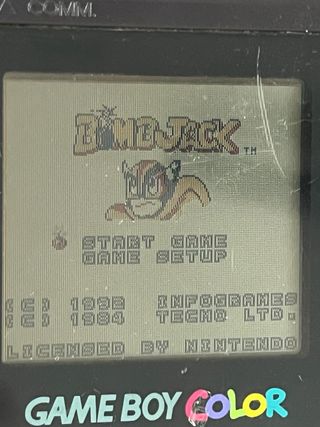 COMM.
BOMB JACK TM
START GAME
GAME SETUP
(C) 1992 INFOGRAMES
(C) 1984 TECMO LTD.
LICENSED BY NINTENDO
GAME BOY COLOR